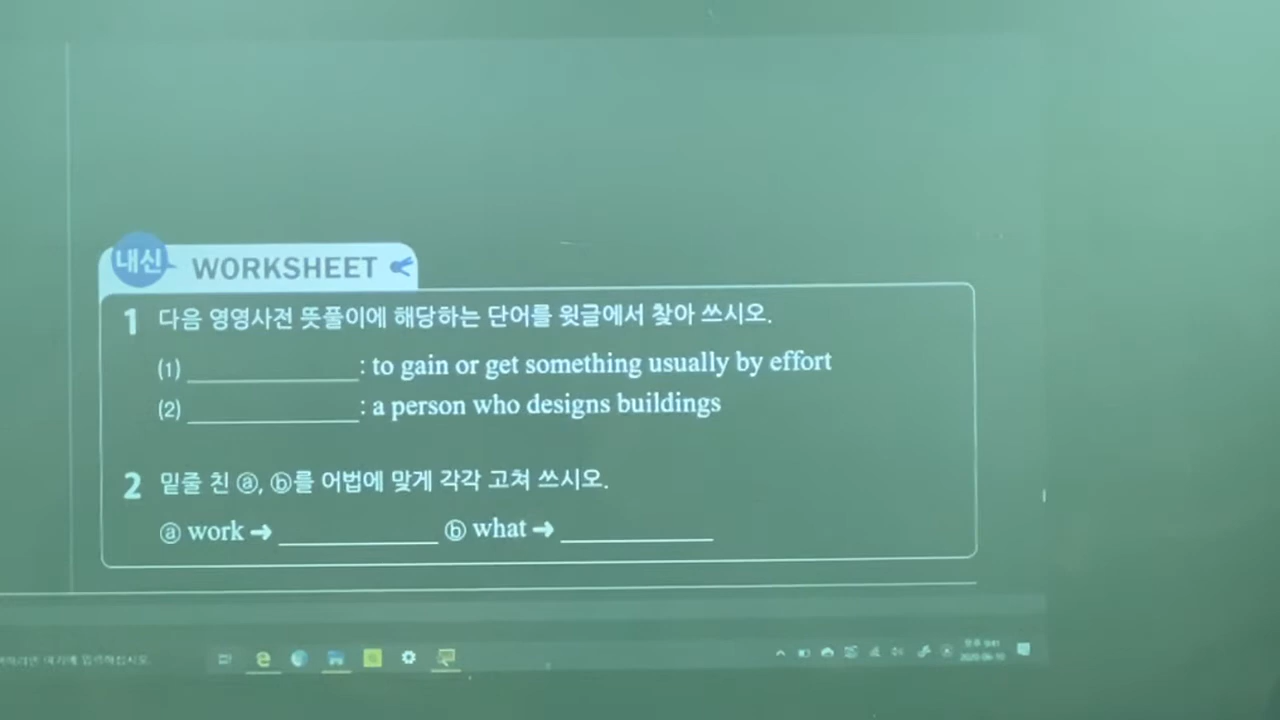 내신 WORKSHEET
1 다음 영영사전 뜻풀이에 해당하는 단어를 윗글에서 찾아 쓰시오.
(1) ____________ : to gain or get something usually by effort
(2) ____________ : a person who designs buildings
2 밑줄 친 ⓐ, ⓑ를 어법에 맞게 각각 고쳐 쓰시오.
ⓐ work ➜ ____________ ⓑ what ➜ ____________